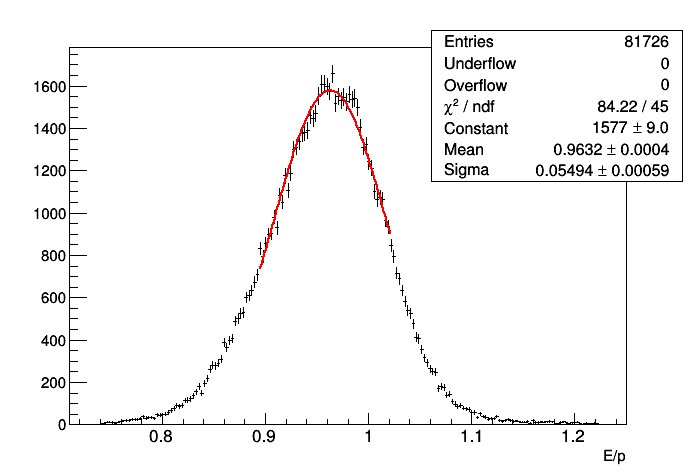 Entries 81726
Underflow 0
Overflow 0
χ² / ndf 84.22 / 45
Constant 1577 ± 9.0
Mean 0.9632 ± 0.0004
Sigma 0.05494 ± 0.00059
1600
1400
1200
1000
800
600
400
200
0
0.8 0.9 1 1.1 1.2
E/p